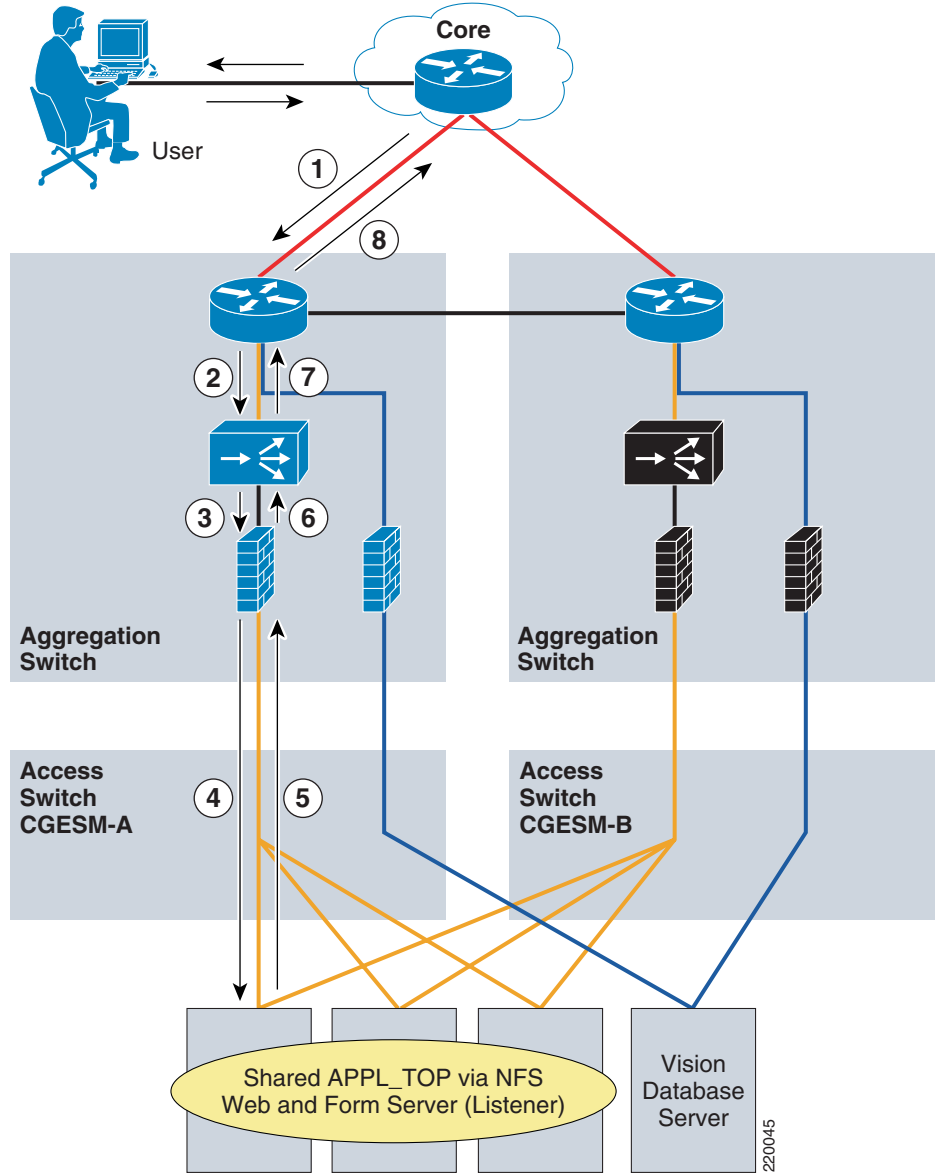 Core
User
1
8
2
7
3
6
Aggregation
Switch
Aggregation
Switch
Access
Switch
CGESM-A
4
5
Access
Switch
CGESM-B
Shared APPL_TOP via NFS
Web and Form Server (Listener)
Vision
Database
Server
220045